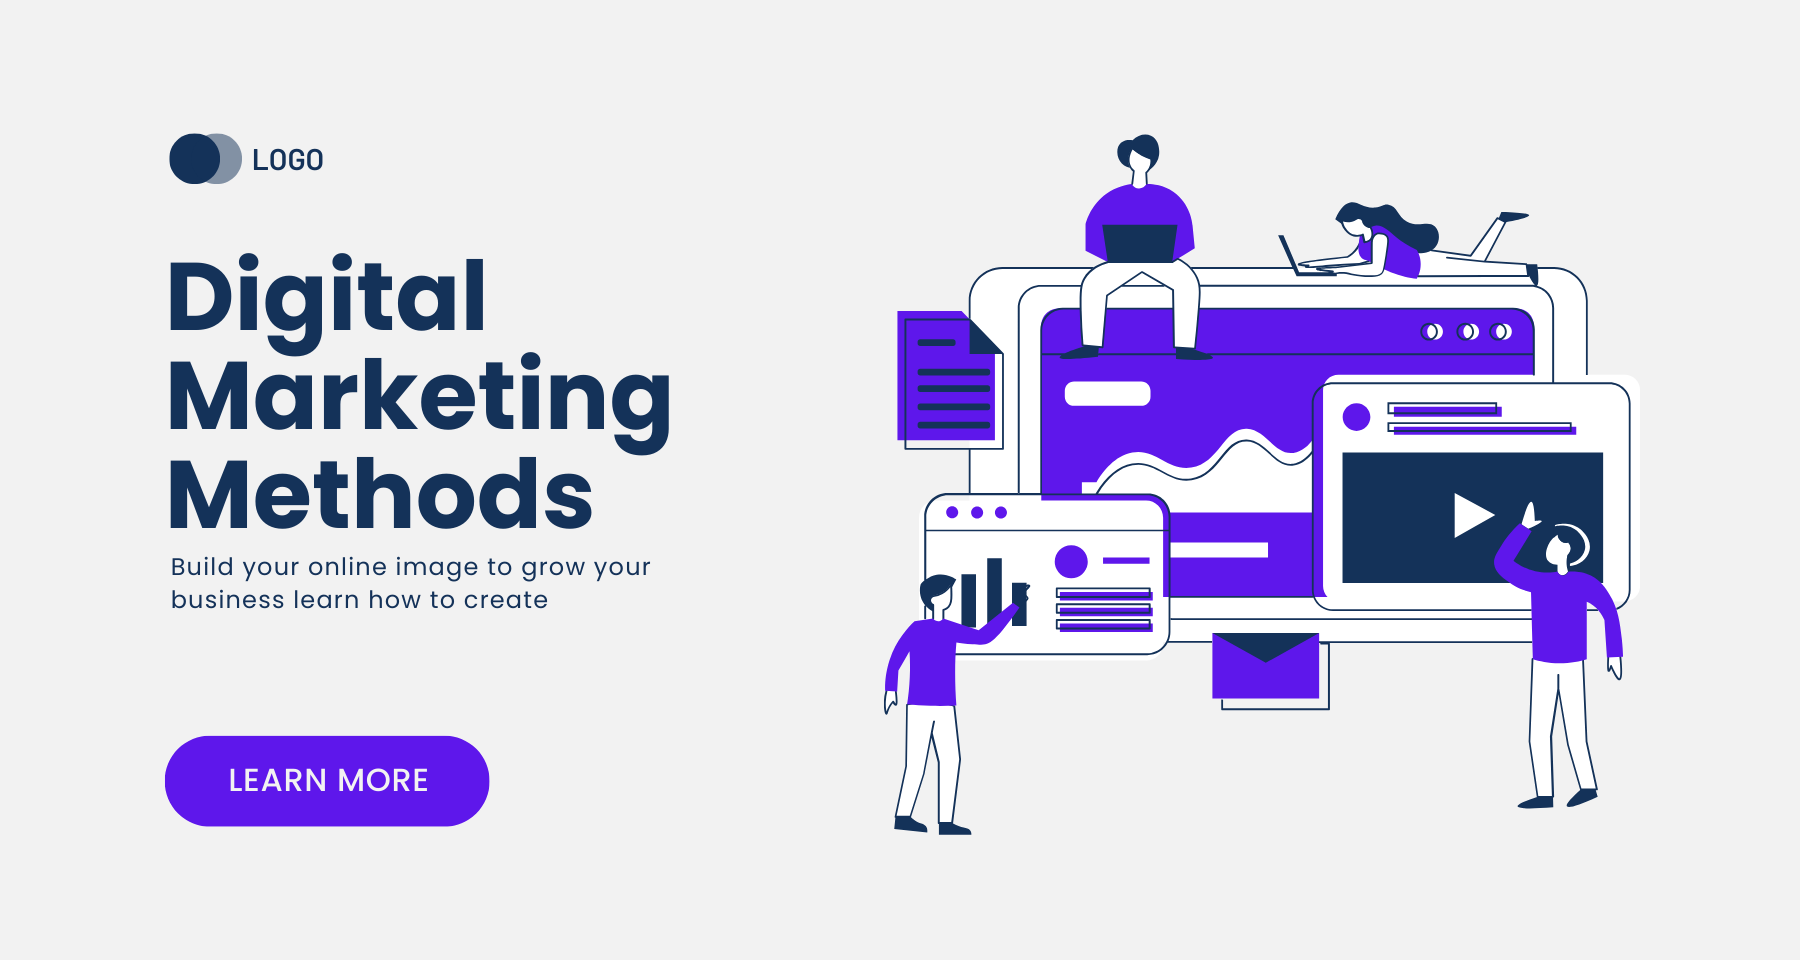 LOGO
Digital
Marketing
Methods
Build your online image to grow your
business learn how to create
LEARN MORE